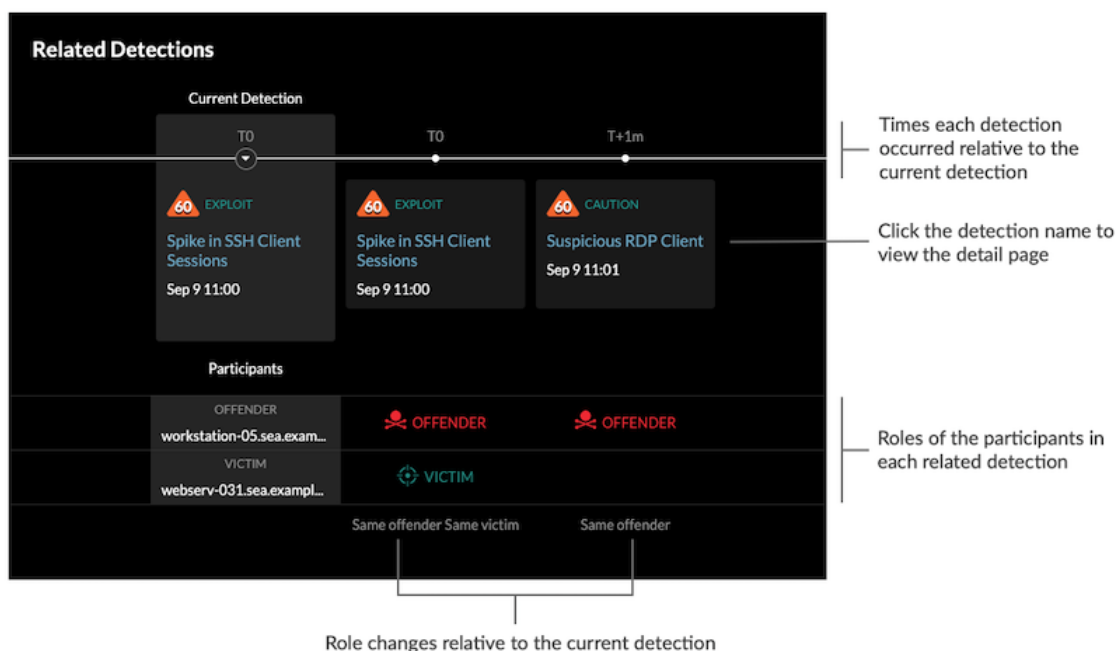 Related Detections
Current Detection
T0
T0
T+1m
60 EXPLOIT
Spike in SSH Client
Sessions
Sep 9 11:00
60 EXPLOIT
Spike in SSH Client
Sessions
Sep 9 11:00
60 CAUTION
Suspicious RDP Client
Sep 9 11:01
Participants
OFFENDER
workstation-05.sea.exam...
OFFENDER
OFFENDER
VICTIM
webserv-031.sea.exampl...
VICTIM
Same offender Same victim
Same offender
Times each detection
occurred relative to the
current detection
Click the detection name to
view the detail page
Roles of the participants in
each related detection
Role changes relative to the current detection